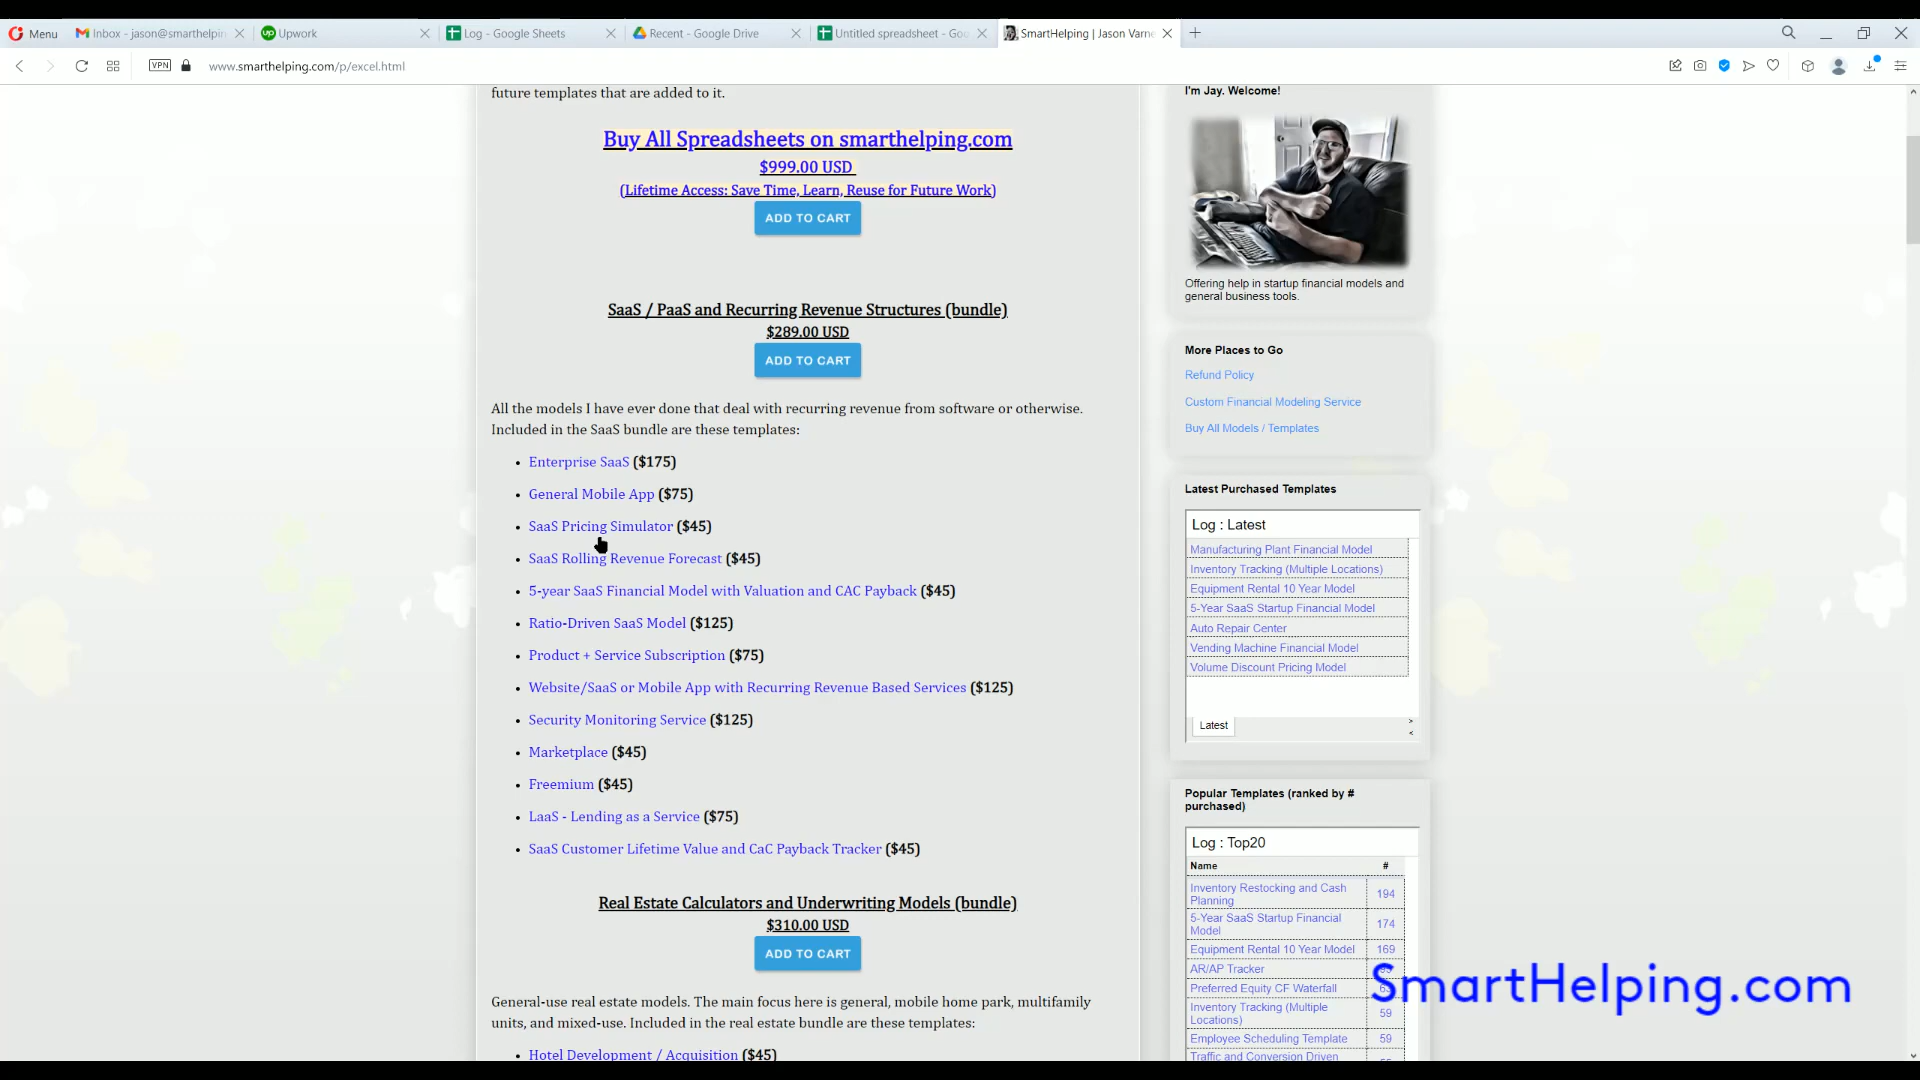 Menu
Inbox - jason@smarthelpin
Upwork
Log - Google Sheets
Recent - Google Drive
Untitled spreadsheet - Goo
SmartHelping | Jason Varne
VPN
www.smarthelping.com/p/excel.html
future templates that are added to it.
Buy All Spreadsheets on smarthelping.com
$999.00 USD
(Lifetime Access: Save Time, Learn, Reuse for Future Work)
ADD TO CART
SaaS / PaaS and Recurring Revenue Structures (bundle)
$289.00 USD
ADD TO CART
All the models I have ever done that deal with recurring revenue from software or otherwise.
Included in the SaaS bundle are these templates:
• Enterprise SaaS ($175)
• General Mobile App ($75)
• SaaS Pricing Simulator ($45)
• SaaS Rolling Revenue Forecast ($45)
• 5-year SaaS Financial Model with Valuation and CAC Payback ($45)
• Ratio-Driven SaaS Model ($125)
• Product + Service Subscription ($75)
• Website/SaaS or Mobile App with Recurring Revenue Based Services ($125)
• Security Monitoring Service ($125)
• Marketplace ($45)
• Freemium ($45)
• LaaS - Lending as a Service ($75)
• SaaS Customer Lifetime Value and CaC Payback Tracker ($45)
Real Estate Calculators and Underwriting Models (bundle)
$310.00 USD
ADD TO CART
General-use real estate models. The main focus here is general, mobile home park, multifamily
units, and mixed-use. Included in the real estate bundle are these templates:
• Hotel Development / Acquisition ($45)
I'm Jay. Welcome!
Offering help in startup financial models and
general business tools.
More Places to Go
Refund Policy
Custom Financial Modeling Service
Buy All Models / Templates
Latest Purchased Templates
Log : Latest
Manufacturing Plant Financial Model
Inventory Tracking (Multiple Locations)
Equipment Rental 10 Year Model
5-Year SaaS Startup Financial Model
Auto Repair Center
Vending Machine Financial Model
Volume Discount Pricing Model
Latest
Popular Templates (ranked by #
purchased)
Log : Top20
Name #
Inventory Restocking and Cash
Planning 194
5-Year SaaS Startup Financial
Model 174
Equipment Rental 10 Year Model 169
AR/AP Tracker
Preferred Equity CF Waterfall
Inventory Tracking (Multiple
Locations) 59
Employee Scheduling Template 59
Traffic and Conversion Driven
SmartHelping.com